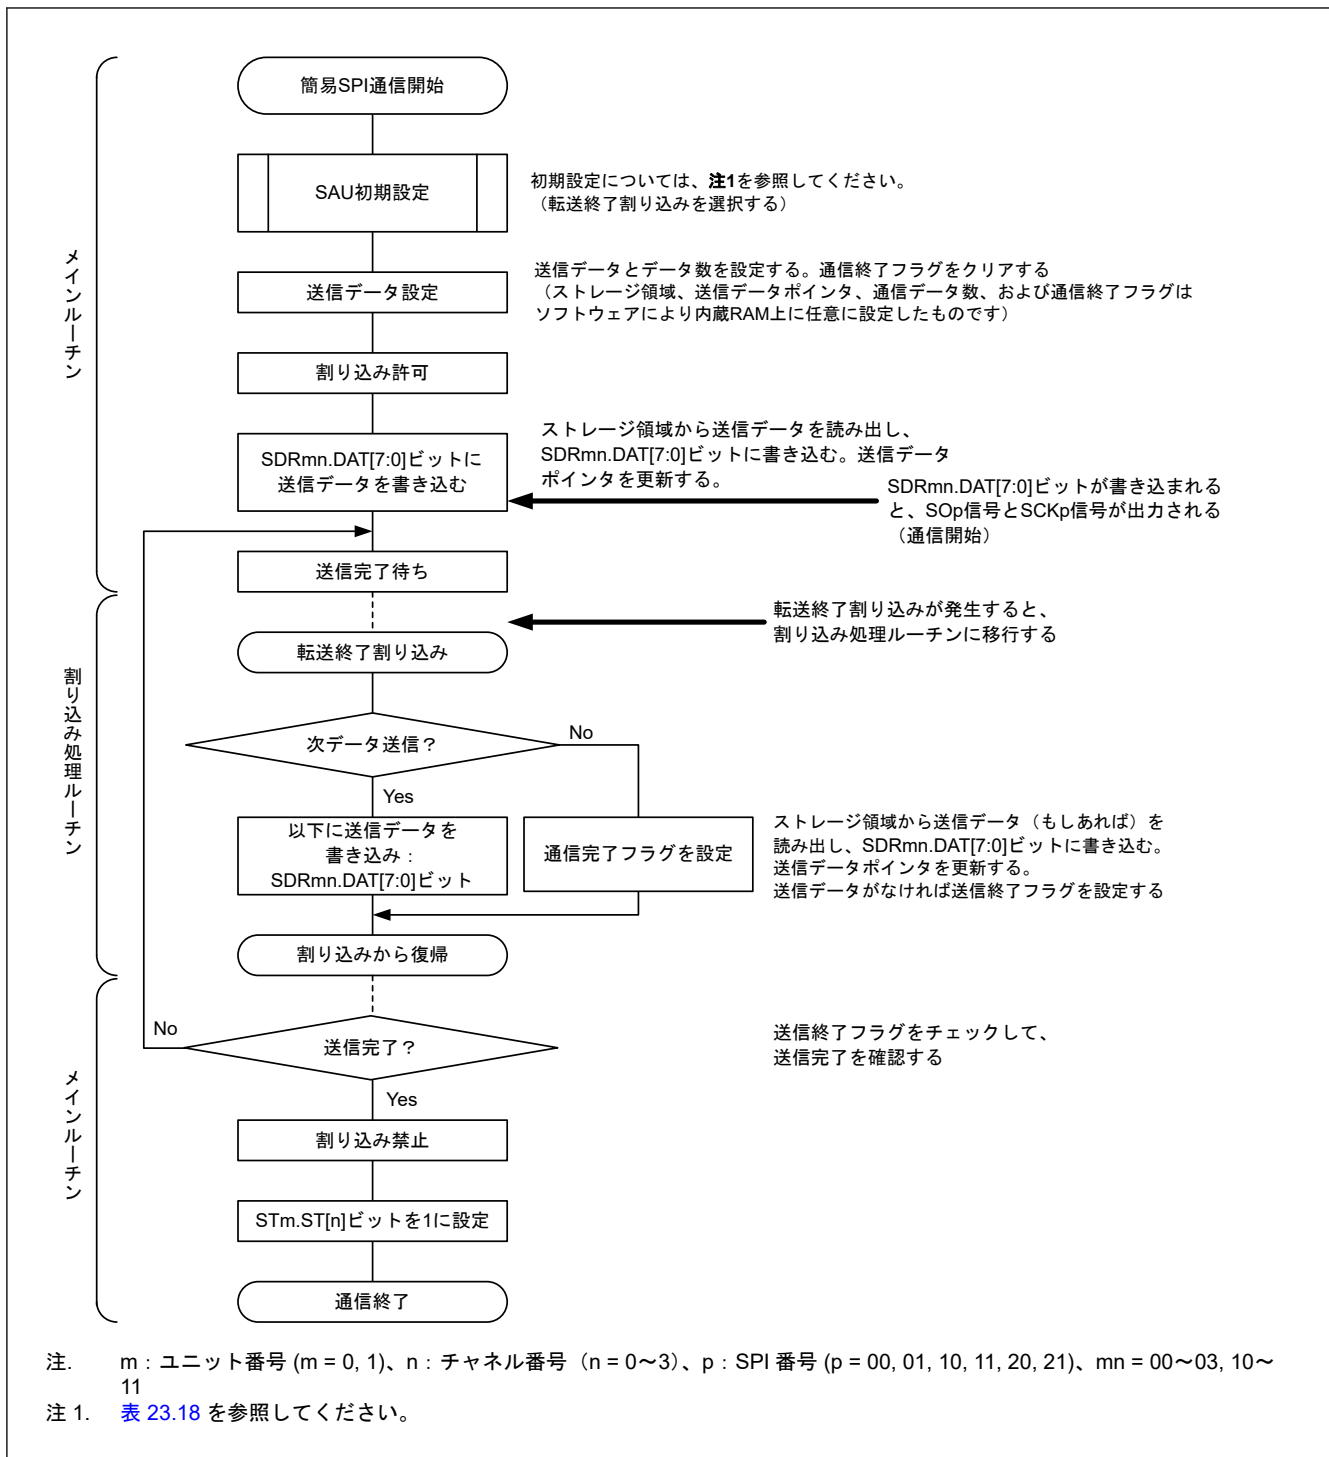 簡易SPI通信開始
SAU初期設定
初期設定については、注1を参照してください。
（転送終了割り込みを選択する）
メインルーチン
送信データ設定
送信データとデータ数を設定する。通信終了フラグをクリアする
（ストレージ領域、送信データポインタ、通信データ数、および通信終了フラグは
ソフトウェアにより内蔵RAM上に任意に設定したものです）
割り込み許可
SDRmn.DAT[7:0]ビットに
送信データを書き込む
ストレージ領域から送信データを読み出し、
SDRmn.DAT[7:0]ビットに書き込む。送信データ
ポインタを更新する。
SDRmn.DAT[7:0]ビットが書き込まれる
と、SOp信号とSCKp信号が出力される
（通信開始）
送信完了待ち
転送終了割り込みが発生すると、
割り込み処理ルーチンに移行する
転送終了割り込み
割り込み処理ルーチン
次データ送信？
No
Yes
以下に送信データを
書き込み：
SDRmn.DAT[7:0]ビット
通信完了フラグを設定
ストレージ領域から送信データ（もしあれば）を
読み出し、SDRmn.DAT[7:0]ビットに書き込む。
送信データポインタを更新する。
送信データがなければ送信終了フラグを設定する
割り込みから復帰
No
送信完了？
送信終了フラグをチェックして、
送信完了を確認する
Yes
メインルーチン
割り込み禁止
STm.ST[n]ビットを1に設定
通信終了
注. m：ユニット番号 (m = 0, 1)、n：チャネル番号（n = 0～3）、p：SPI 番号 (p = 00, 01, 10, 11, 20, 21)、mn = 00～03, 10～
11
注 1. 表 23.18 を参照してください。